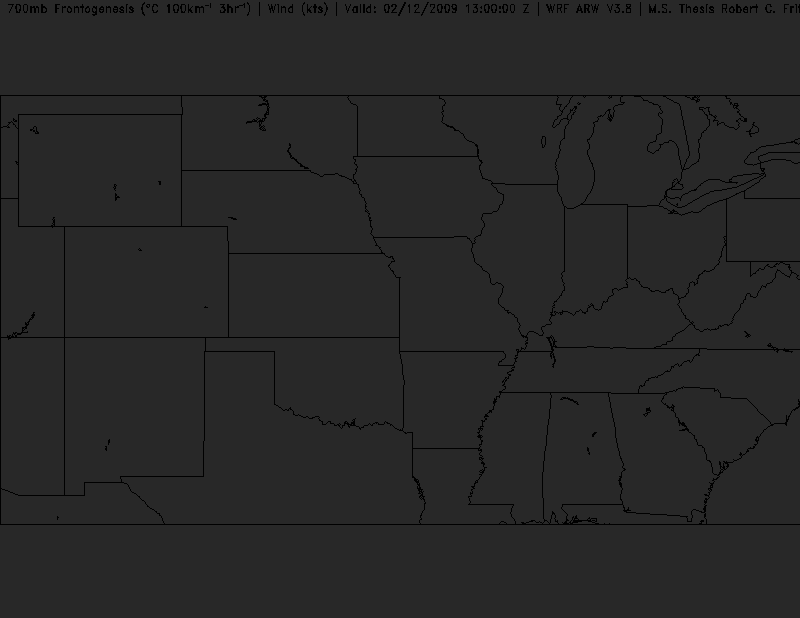 700mb Frontogenesis (°C 100km⁻¹ 3hr⁻¹) | Wind (kts) | Valid: 02/12/2009 13:00:00 Z | WRF ARW V3.8 | M.S. Thesis Robert C. Frit